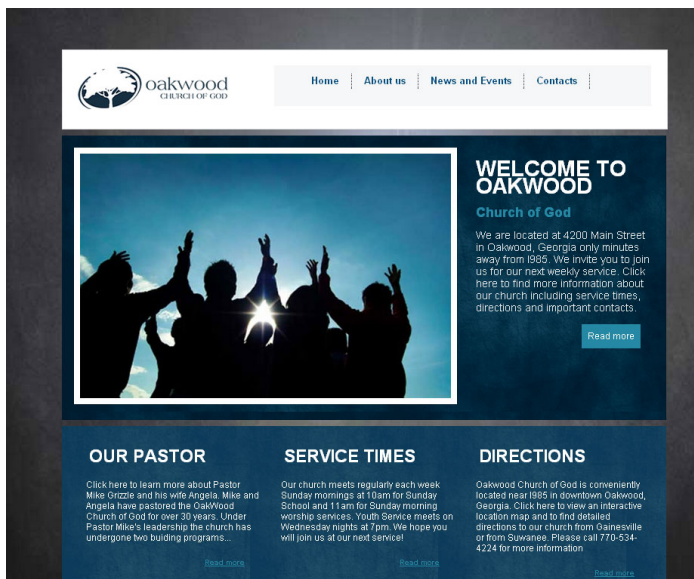 oakwood
CHURCH OF GOD
Home
About us
News and Events
Contacts
WELCOME TO
OAKWOOD
Church of God
We are located at 4200 Main Street
in Oakwood, Georgia only minutes
away from I985. We invite you to join
us for our next weekly service. Click
here to find more information about
our church including service times,
directions and important contacts.
Read more
OUR PASTOR
Click here to learn more about Pastor
Mike Grizzle and his wife Angela. Mike and
Angela have pastored the OakWood
Church of God for over 30 years. Under
Pastor Mike's leadership the church has
undergone two buiding programs...
Read more
SERVICE TIMES
Our church meets regularly each week
Sunday mornings at 10am for Sunday
School and 11am for Sunday morning
worship services. Youth Service meets on
Wednesday nights at 7pm. We hope you
will join us at our next service!
Read more
DIRECTIONS
Oakwood Church of God is conveniently
located near I985 in downtown Oakwood,
Georgia. Click here to view an interactive
location map and to find detailed
directions to our church from Gainesville
or from Suwanee. Please call 770-534-
4224 for more information
Read more